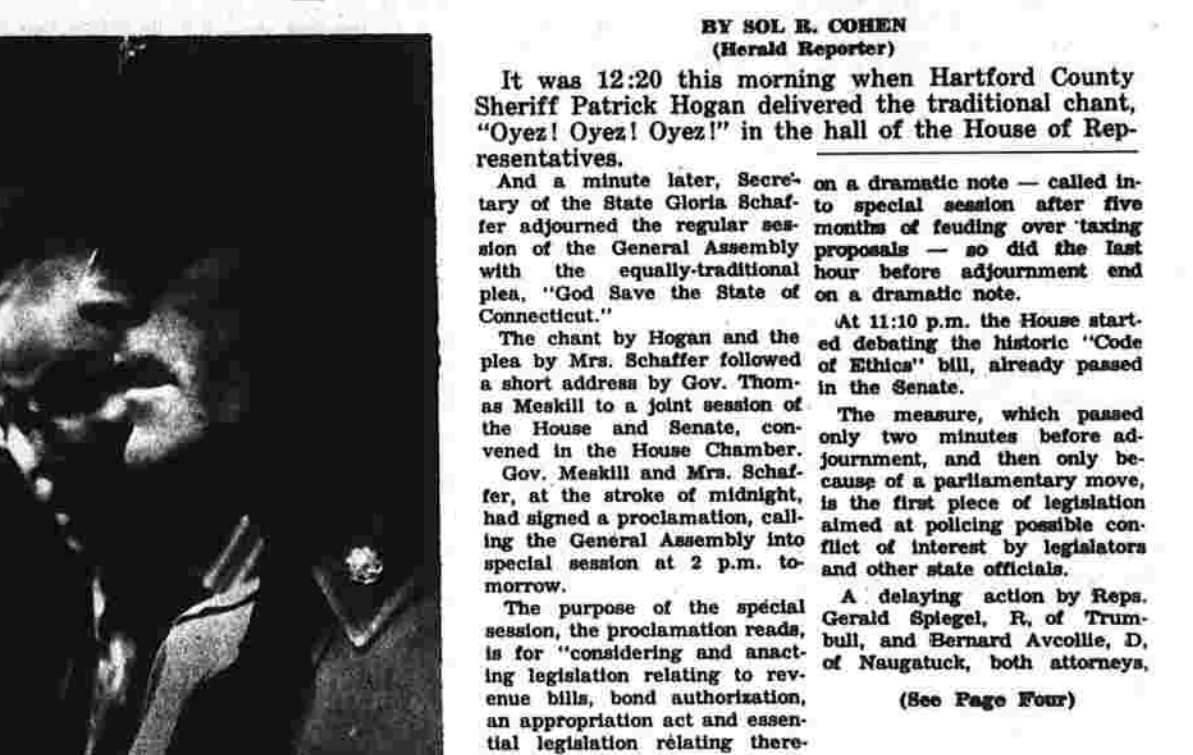 BY SOL R. COHEN
(Herald Reporter)
It was 12:20 this morning when Hartford County
Sheriff Patrick Hogan delivered the traditional chant,
"Oyez! Oyez! Oyez!" in the hall of the House of Rep-
resentatives.
And a minute later, Secre-
tary of the State Gloria Schaf-
fer adjourned the regular ses-
sion of the General Assembly
with the equally-traditional
plea, "God Save the State of
Connecticut."
The chant by Hogan and the
plea by Mrs. Schaffer followed
a short address by Gov. Thom-
as Meskill to a joint session of
the House and Senate, con-
vened in the House Chamber.
Gov. Meskill and Mrs. Schaf-
fer, at the stroke of midnight,
had signed a proclamation, call-
ing the General Assembly into
special session at 2 p.m. to-
morrow.
The purpose of the special
session, the proclamation reads,
is for "considering and anact-
ing legislation relating to rev-
enue bills, bond authorization,
an appropriation act and essen-
tial legislation relating there-
on a dramatic note — called in-
to special session after five
months of feuding over taxing
proposals — so did the last
hour before adjournment end
on a dramatic note.
At 11:10 p.m. the House start-
ed debating the historic "Code
of Ethics" bill, already passed
in the Senate.
The measure, which passed
only two minutes before ad-
journment, and then only be-
cause of a parliamentary move,
is the first piece of legislation
aimed at policing possible con-
flict of interest by legislators
and other state officials.
A delaying action by Reps.
Gerald Spiegel, R, of Trum-
bull, and Bernard Avcollie, D,
of Naugatuck, both attorneys,
(See Page Four)